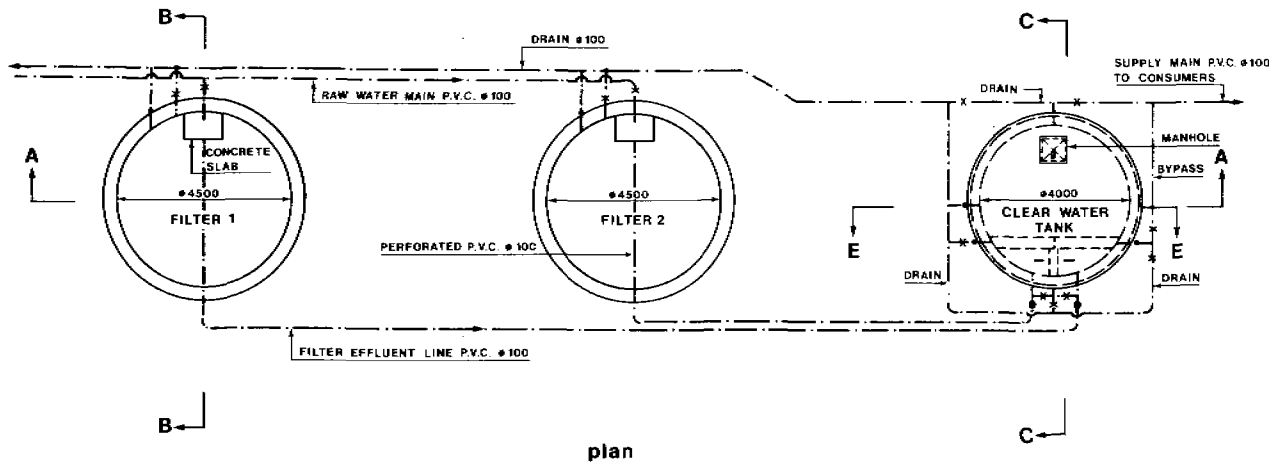 B
C
DRAIN ø100
SUPPLY MAIN P.V.C. ø100
TO CONSUMERS
DRAIN
RAW WATER MAIN P.V.C. ø100
MANHOLE
A
CONCRETE
SLAB
A
BYPASS
ø4500
FILTER 1
ø4500
FILTER 2
ø4000
CLEAR WATER
TANK
PERFORATED P.V.C. ø100
E
E
DRAIN
DRAIN
FILTER EFFLUENT LINE P.V.C. ø100
B
C
plan